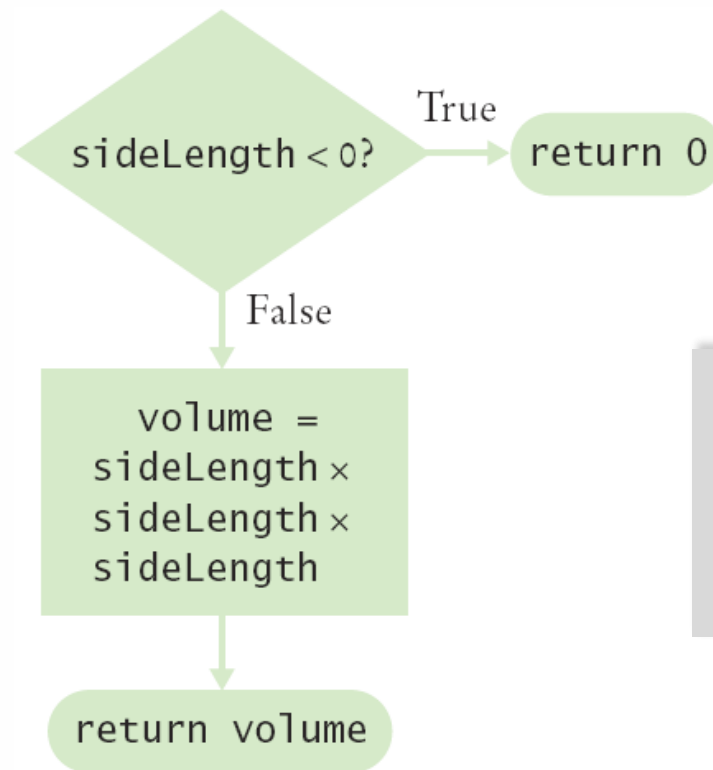 sideLength < 0?
True
return 0
False
volume =
sideLength ×
sideLength ×
sideLength
return volume